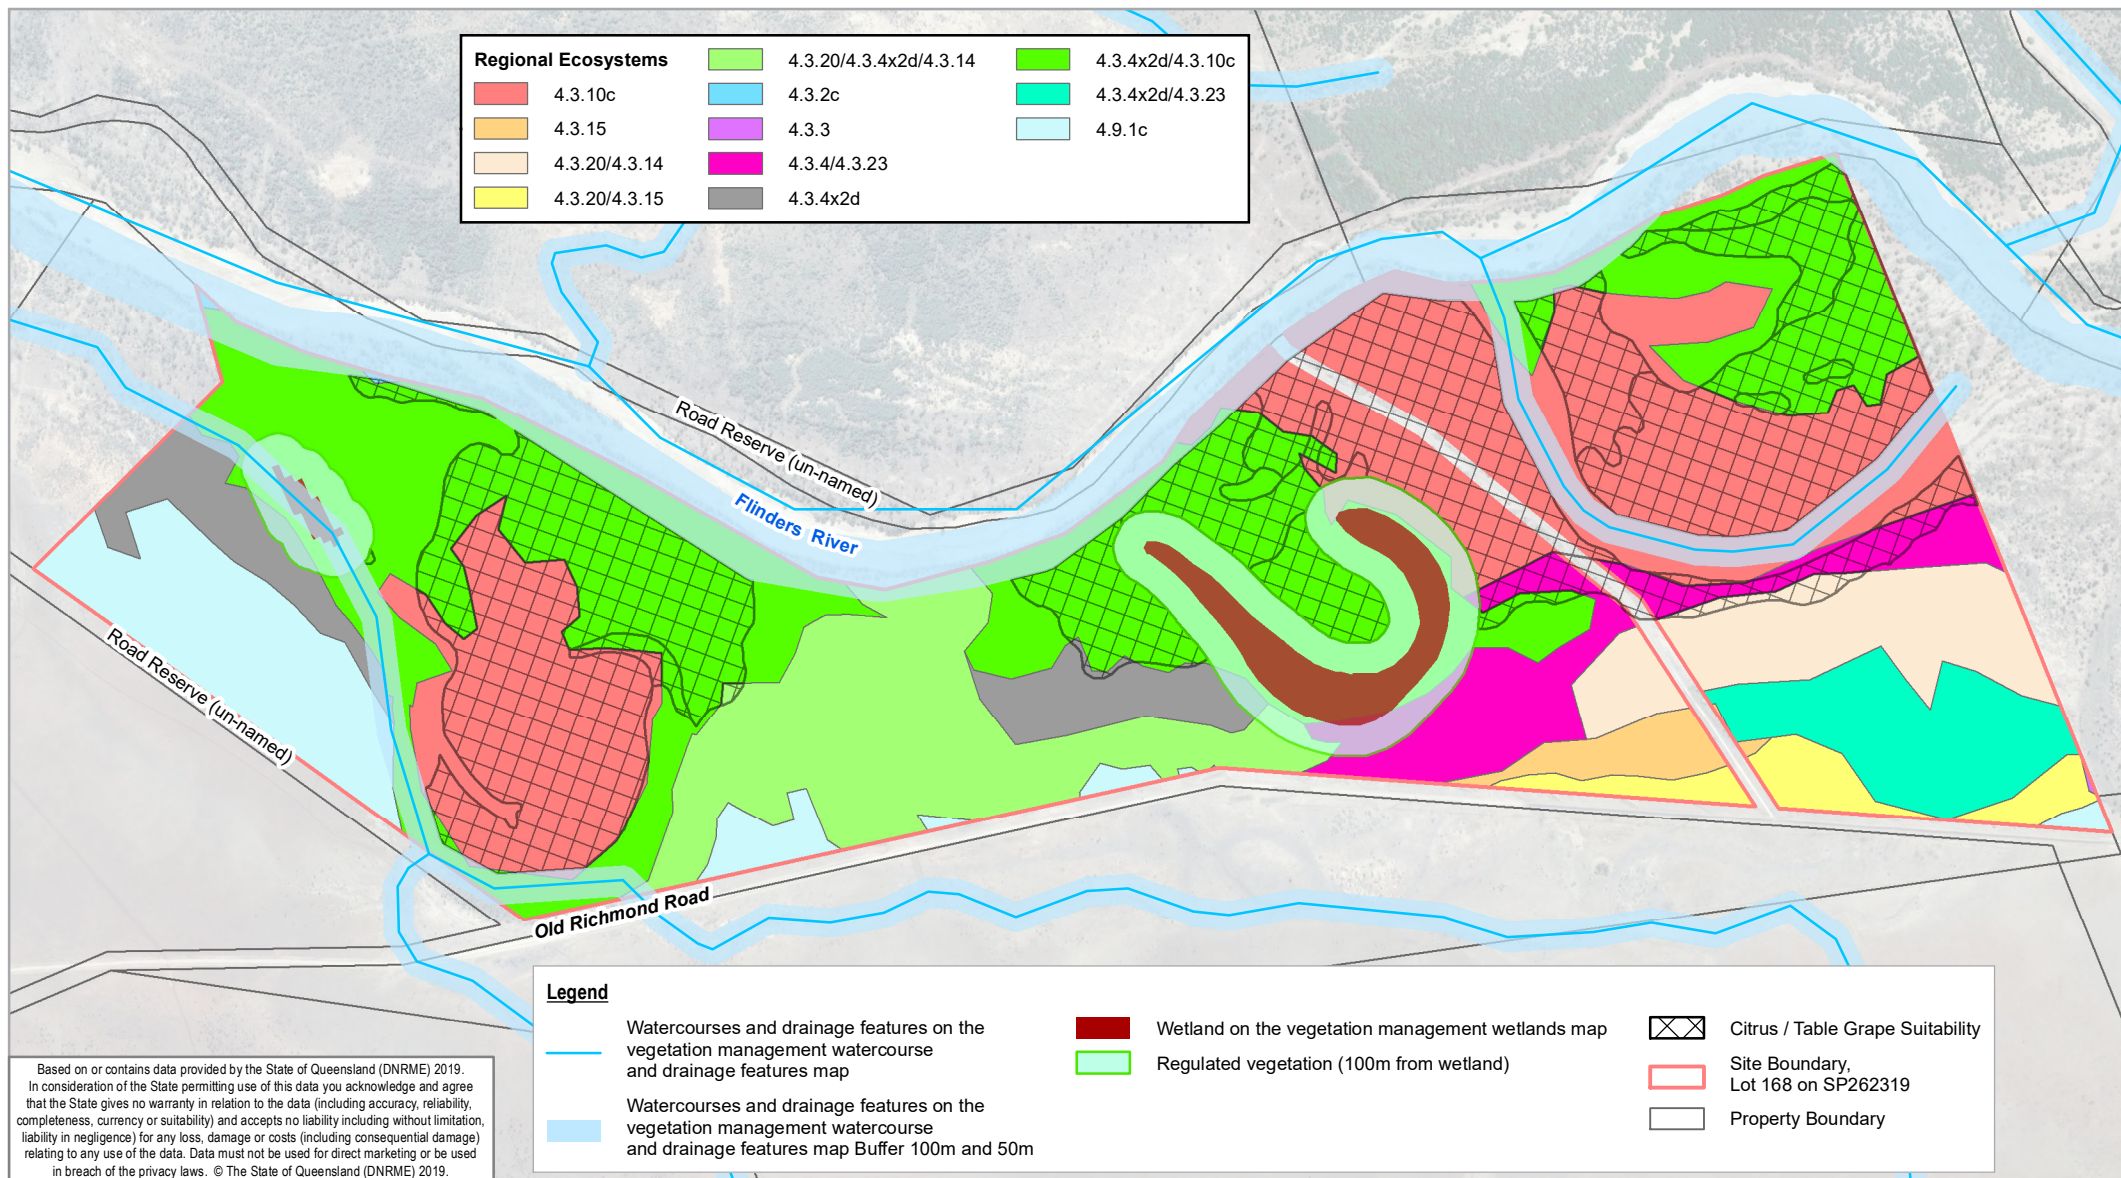 Regional Ecosystems
4.3.10c
4.3.15
4.3.20/4.3.14
4.3.20/4.3.15
4.3.20/4.3.4x2d/4.3.14
4.3.2c
4.3.3
4.3.4/4.3.23
4.3.4x2d
4.3.4x2d/4.3.10c
4.3.4x2d/4.3.23
4.9.1c
Road Reserve (un-named)
Flinders River
Road Reserve (un-named)
Old Richmond Road
Legend
Watercourses and drainage features on the
vegetation management watercourse
and drainage features map
Watercourses and drainage features on the
vegetation management watercourse
and drainage features map Buffer 100m and 50m
Wetland on the vegetation management wetlands map
Regulated vegetation (100m from wetland)
Citrus / Table Grape Suitability
Site Boundary,
Lot 168 on SP262319
Property Boundary
Based on or contains data provided by the State of Queensland (DNRME) 2019.
In consideration of the State permitting use of this data you acknowledge and agree
that the State gives no warranty in relation to the data (including accuracy, reliability,
completeness, currency or suitability) and accepts no liability including without limitation,
liability in negligence) for any loss, damage or costs (including consequential damage)
relating to any use of the data. Data must not be used for direct marketing or be used
in breach of the privacy laws. © The State of Queensland (DNRME) 2019.